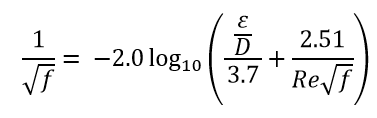 1/√f = −2.0 log₁₀ ( (ε/D)/3.7 + 2.51/(Re√f) )